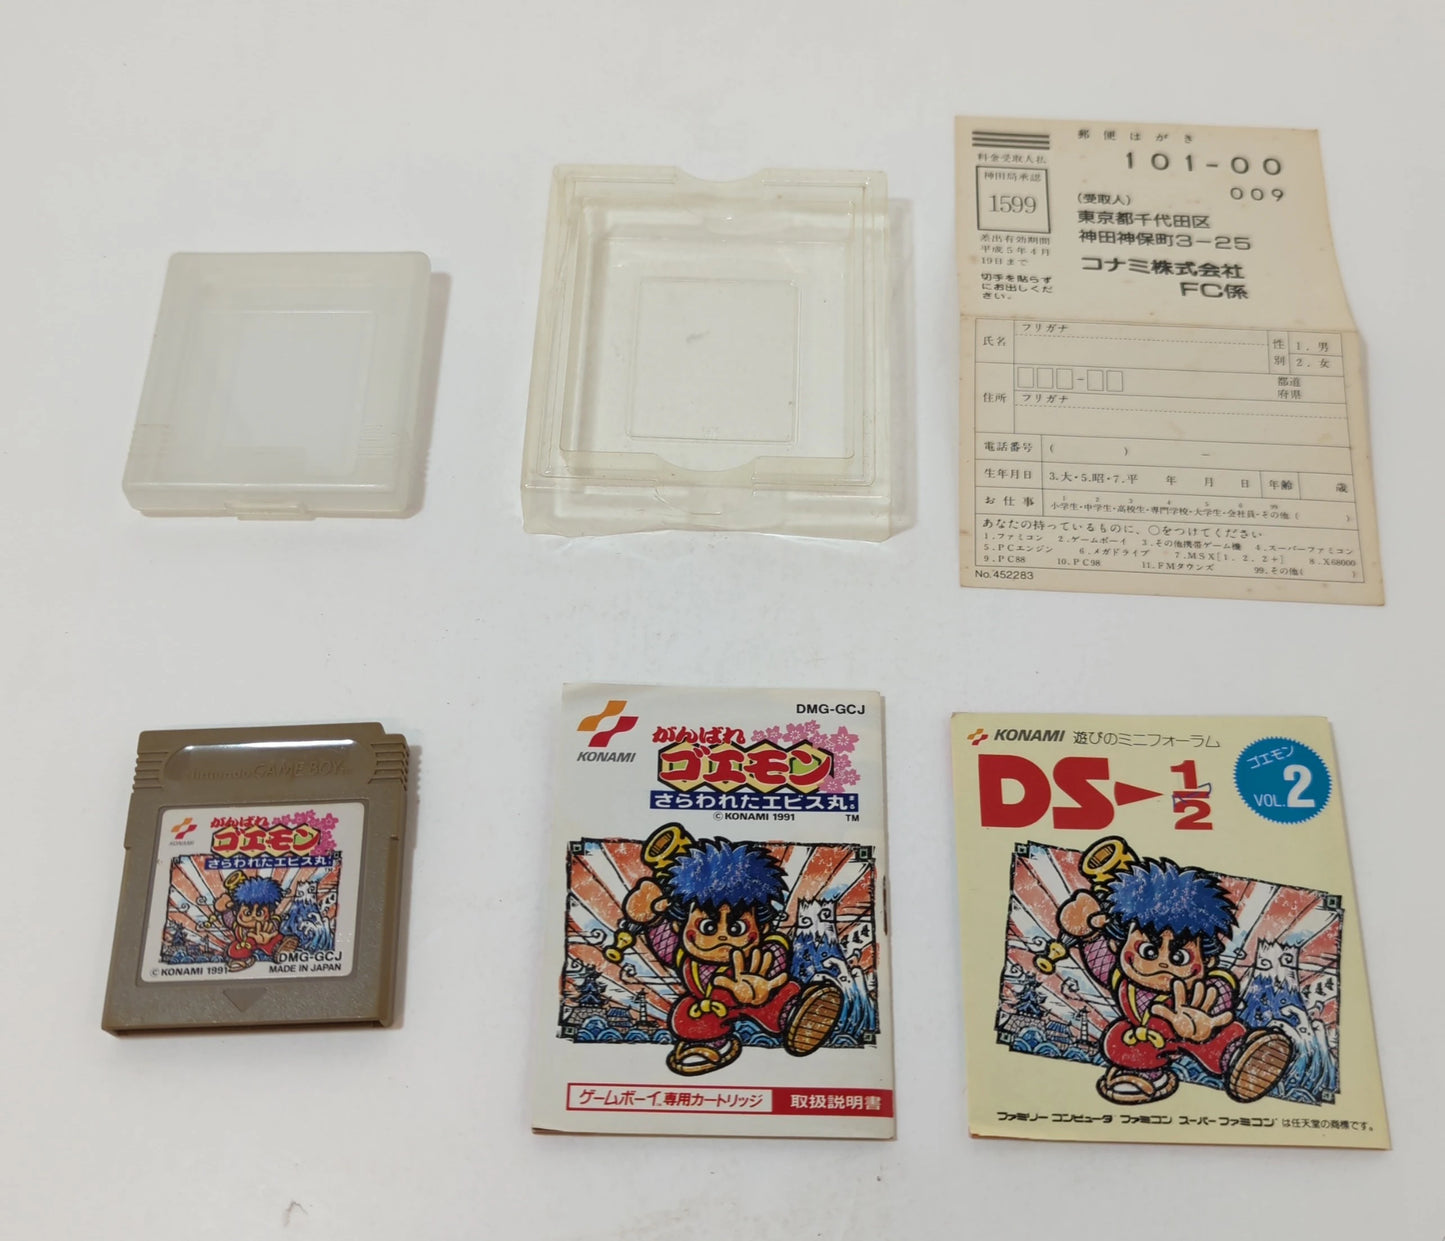 郵便はがき
料金受取人払
101-00
神田局承認
009
1599
(受取人)
東京都千代田区
神田神保町3-25
差出有効期間
平成5年4月
19日まで
コナミ株式会社
FC係
切手を貼らず
にお出しくだ
さい。
フリガナ
氏名
性別
1. 男
2. 女
都道
府県
住所
フリガナ
電話番号 ( ) -
生年月日 3.大・5.昭・7.平 年 月 日 年齢 歳
1 2 3 4 5 6 99
お仕事 小学生・中学生・高校生・専門学校・大学生・会社員・その他( )
あなたの持っているものに、○をつけてください
1.ファミコン 2.ゲームボーイ 3.その他携帯ゲーム機 4.スーパーファミコン
5.PCエンジン 6.メガドライブ 7.MSX[1.2.2+] 8.X68000
9.PC88 10.PC98 11.FMタウンズ 99.その他( )
No.452283
Nintendo GAME BOY
KONAMI
がんばれ
ゴエモン
さらわれたエビス丸
DMG-GCJ
© KONAMI 1991
MADE IN JAPAN
DMG-GCJ
KONAMI
がんばれ
ゴエモン
さらわれたエビス丸
© KONAMI 1991 TM
ゲームボーイ専用カートリッジ 取扱説明書
KONAMI 遊びのミニフォーラム
DS 1/2
ゴエモン
VOL. 2
ファミリーコンピュータ ファミコン スーパーファミコンは任天堂の商標です。